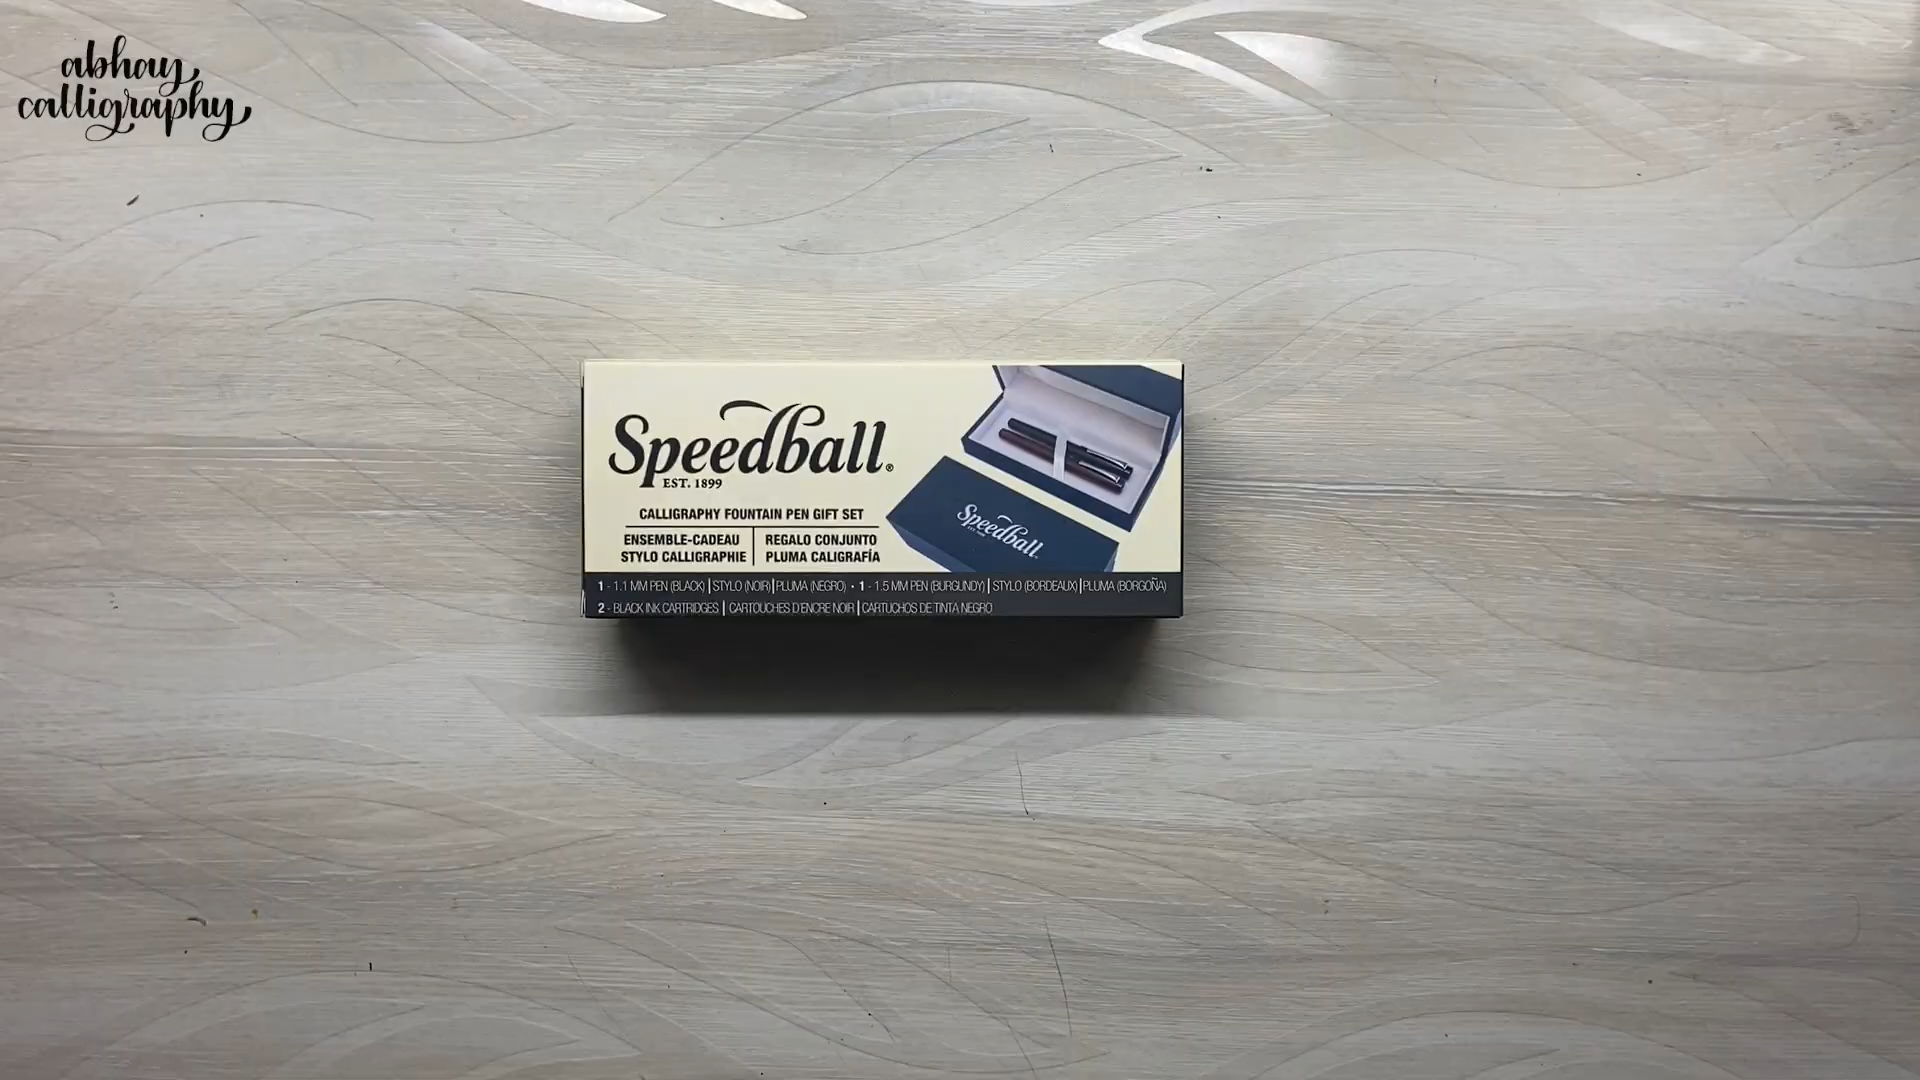 abhay
calligraphy
Speedball®
EST. 1899
CALLIGRAPHY FOUNTAIN PEN GIFT SET
ENSEMBLE-CADEAU
STYLO CALLIGRAPHIE
REGALO CONJUNTO
PLUMA CALIGRAFÍA
Speedball
1 - 1.1 MM PEN (BLACK) | STYLO (NOIR) | PLUMA (NEGRO) • 1 - 1.5 MM PEN (BURGUNDY) | STYLO (BORDEAUX) | PLUMA (BORGOÑA)
2 - BLACK INK CARTRIDGES | CARTOUCHES D'ENCRE NOIR | CARTUCHOS DE TINTA NEGRO